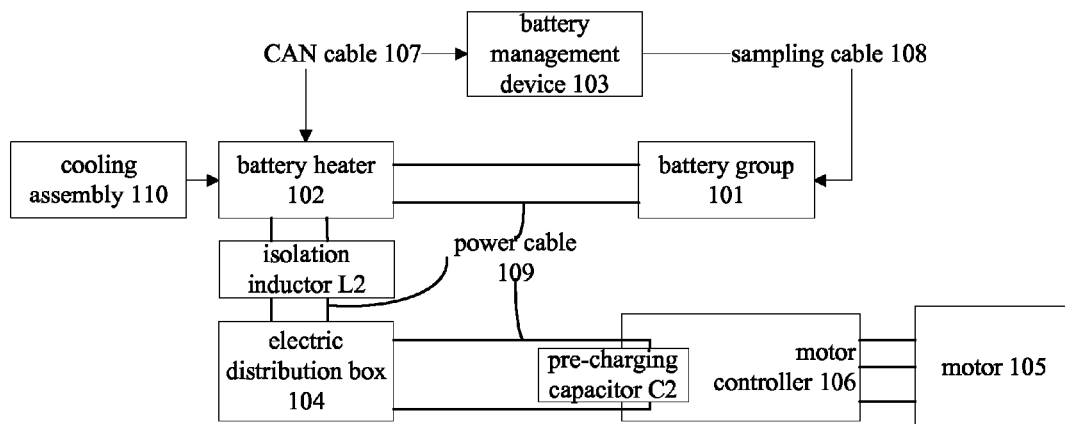 battery
management
device 103
CAN cable 107
sampling cable 108
cooling
assembly 110
battery heater
102
battery group
101
isolation
inductor L2
power cable
109
electric
distribution box
104
pre-charging
capacitor C2
motor
controller 106
motor 105